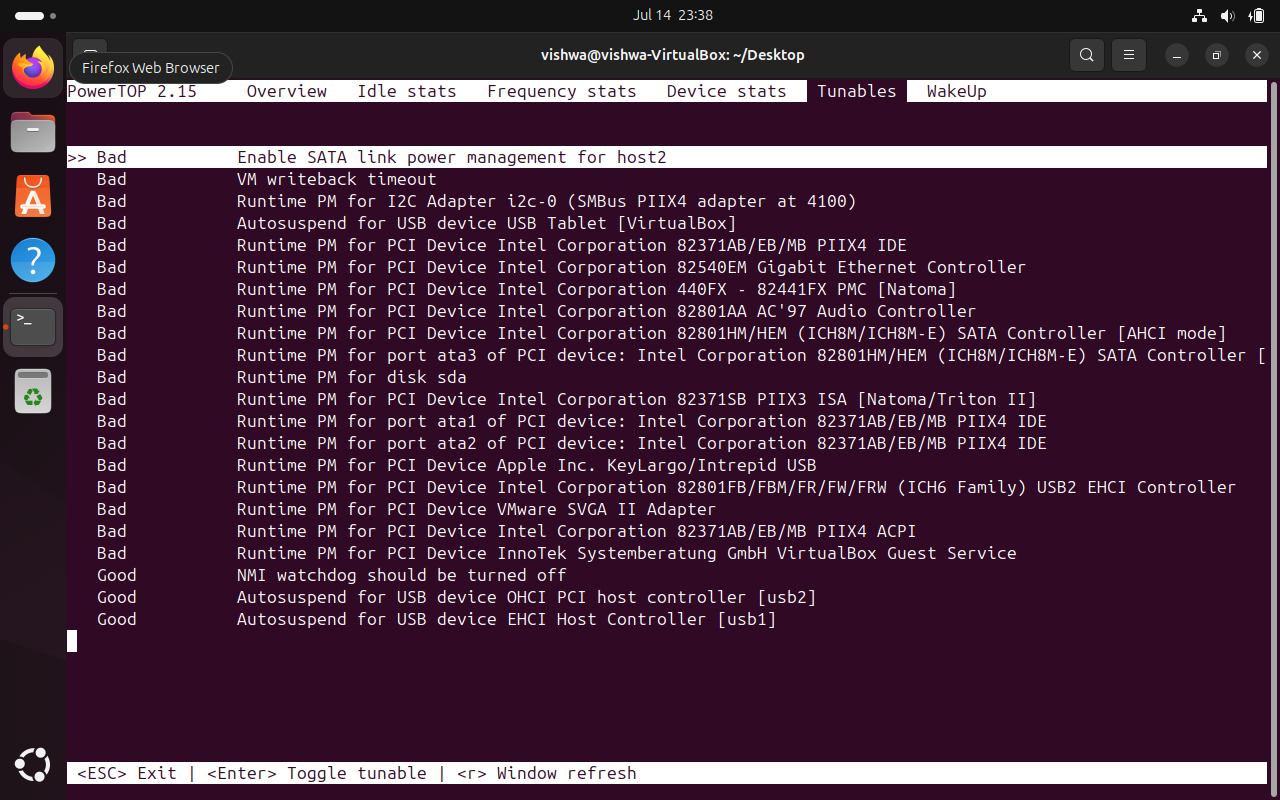 Jul 14 23:38
vishwa@vishwa-VirtualBox: ~/Desktop
Firefox Web Browser
PowerTOP 2.15 Overview Idle stats Frequency stats Device stats Tunables WakeUp
>> Bad Enable SATA link power management for host2
Bad VM writeback timeout
Bad Runtime PM for I2C Adapter i2c-0 (SMBus PIIX4 adapter at 4100)
Bad Autosuspend for USB device USB Tablet [VirtualBox]
Bad Runtime PM for PCI Device Intel Corporation 82371AB/EB/MB PIIX4 IDE
Bad Runtime PM for PCI Device Intel Corporation 82540EM Gigabit Ethernet Controller
Bad Runtime PM for PCI Device Intel Corporation 440FX - 82441FX PMC [Natoma]
Bad Runtime PM for PCI Device Intel Corporation 82801AA AC'97 Audio Controller
Bad Runtime PM for PCI Device Intel Corporation 82801HM/HEM (ICH8M/ICH8M-E) SATA Controller [AHCI mode]
Bad Runtime PM for port ata3 of PCI device: Intel Corporation 82801HM/HEM (ICH8M/ICH8M-E) SATA Controller [
Bad Runtime PM for disk sda
Bad Runtime PM for PCI Device Intel Corporation 82371SB PIIX3 ISA [Natoma/Triton II]
Bad Runtime PM for port ata1 of PCI device: Intel Corporation 82371AB/EB/MB PIIX4 IDE
Bad Runtime PM for port ata2 of PCI device: Intel Corporation 82371AB/EB/MB PIIX4 IDE
Bad Runtime PM for PCI Device Apple Inc. KeyLargo/Intrepid USB
Bad Runtime PM for PCI Device Intel Corporation 82801FB/FBM/FR/FW/FRW (ICH6 Family) USB2 EHCI Controller
Bad Runtime PM for PCI Device VMware SVGA II Adapter
Bad Runtime PM for PCI Device Intel Corporation 82371AB/EB/MB PIIX4 ACPI
Bad Runtime PM for PCI Device InnoTek Systemberatung GmbH VirtualBox Guest Service
Good NMI watchdog should be turned off
Good Autosuspend for USB device OHCI PCI host controller [usb2]
Good Autosuspend for USB device EHCI Host Controller [usb1]
<ESC> Exit | <Enter> Toggle tunable | <r> Window refresh